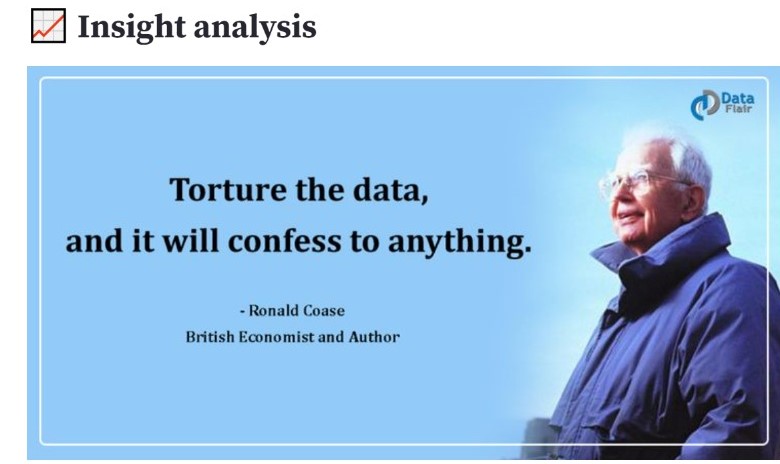 📈 Insight analysis
Data
Flair
Torture the data,
and it will confess to anything.
- Ronald Coase
British Economist and Author